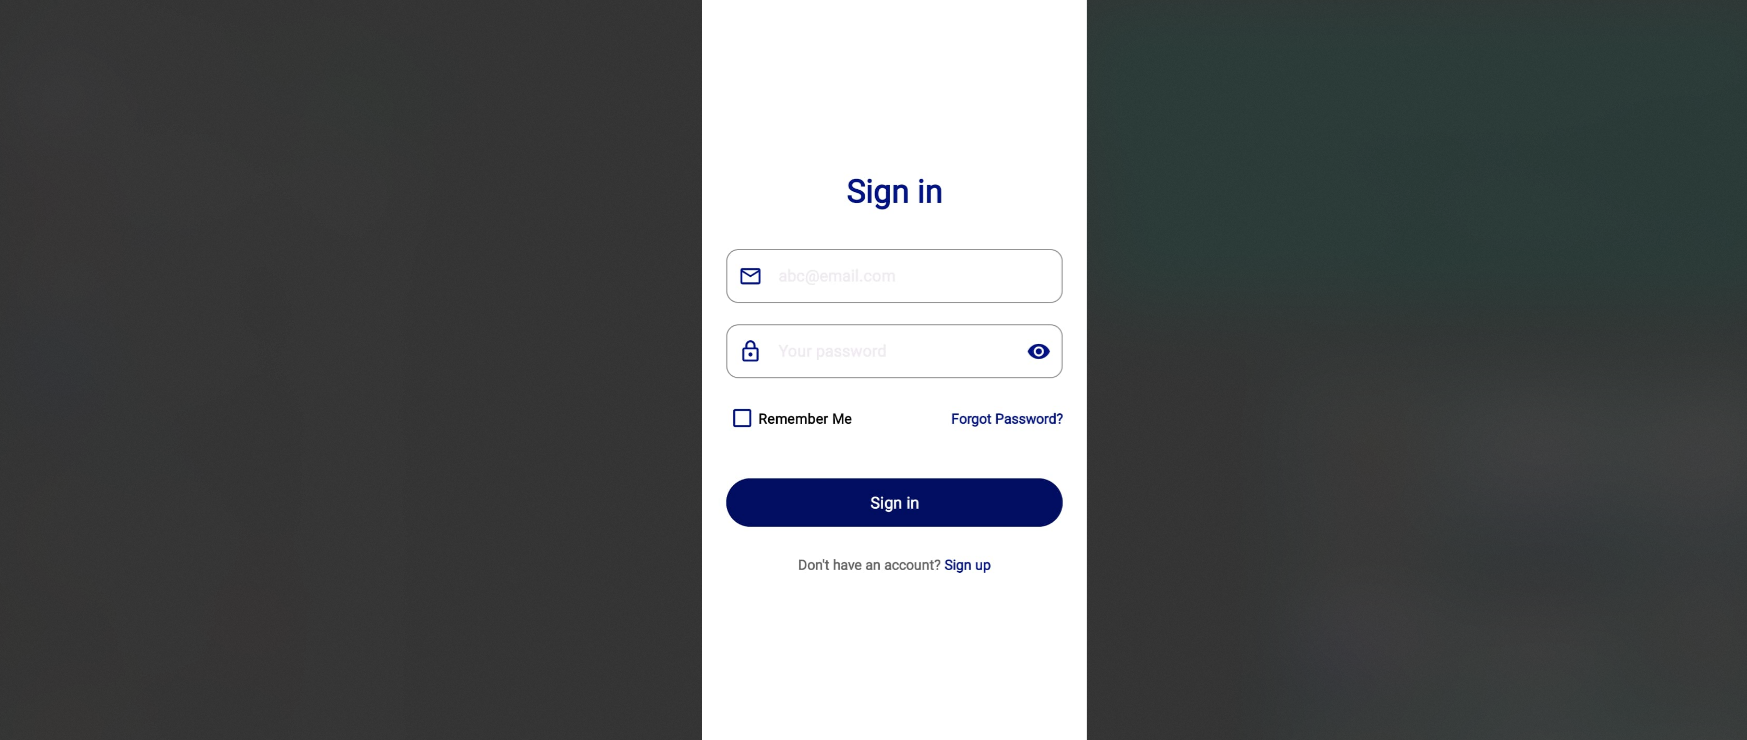 Sign in
abc@email.com
Your password
Remember Me Forgot Password?
Sign in
Don't have an account? Sign up